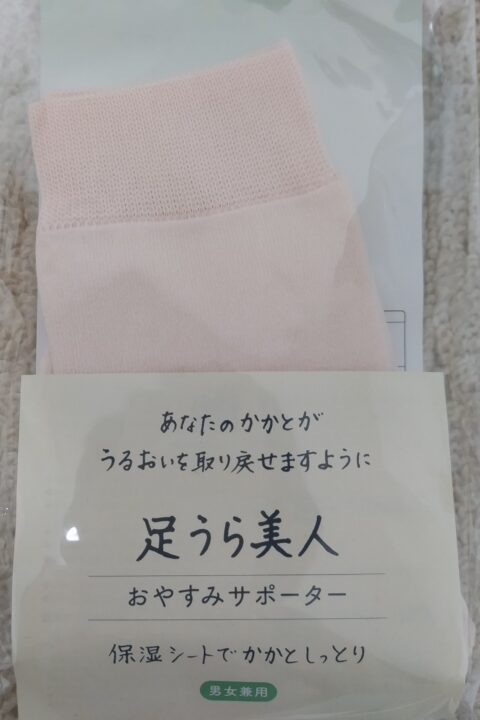 あなたのかかとが
うるおいを取り戻せますように
足うら美人
おやすみサポーター
保湿シートでかかとしっとり
男女兼用